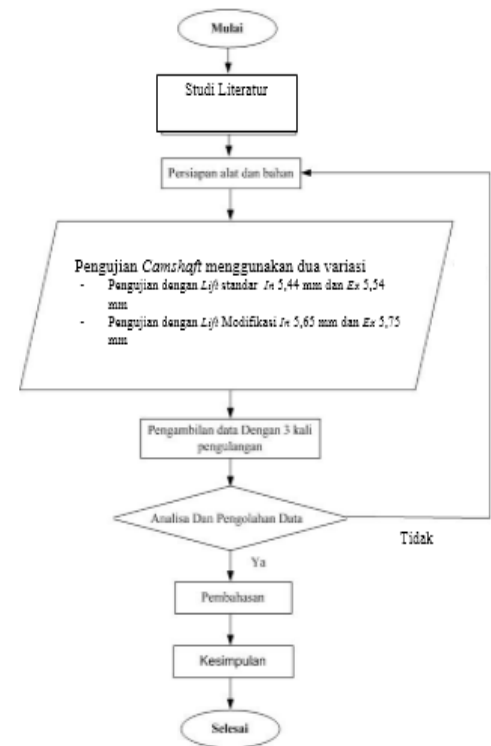 Mulai
Studi Literatur
Persiapan alat dan bahan
Pengujian Camshaft menggunakan dua variasi
- Pengujian dengan Lift standar In 5,44 mm dan Ex 5,54
mm
- Pengujian dengan Lift Modifikasi In 5,65 mm dan Ex 5,75
mm
Pengambilan data Dengan 3 kali
pengulangan
Analisa Dan Pengolahan Data
Tidak
Ya
Pembahasan
Kesimpulan
Selesai